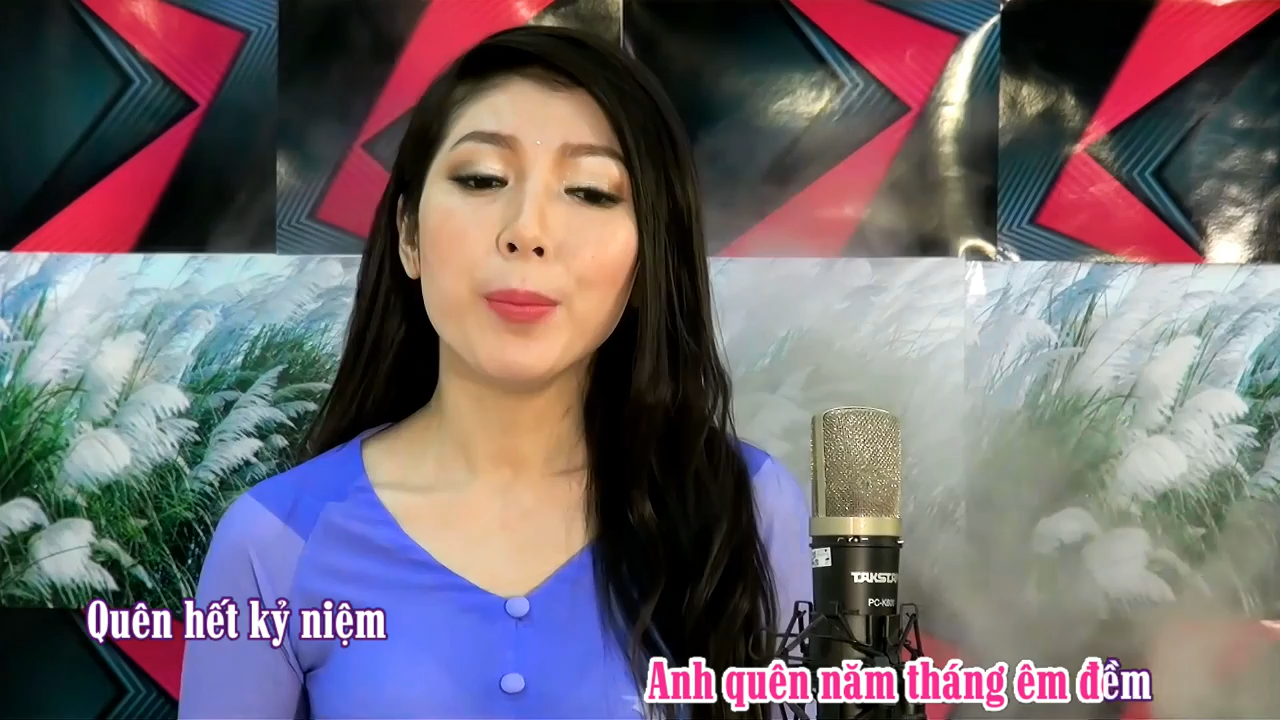 Quên hết kỷ niệm
Anh quên năm tháng êm đềm
TAKSTAR